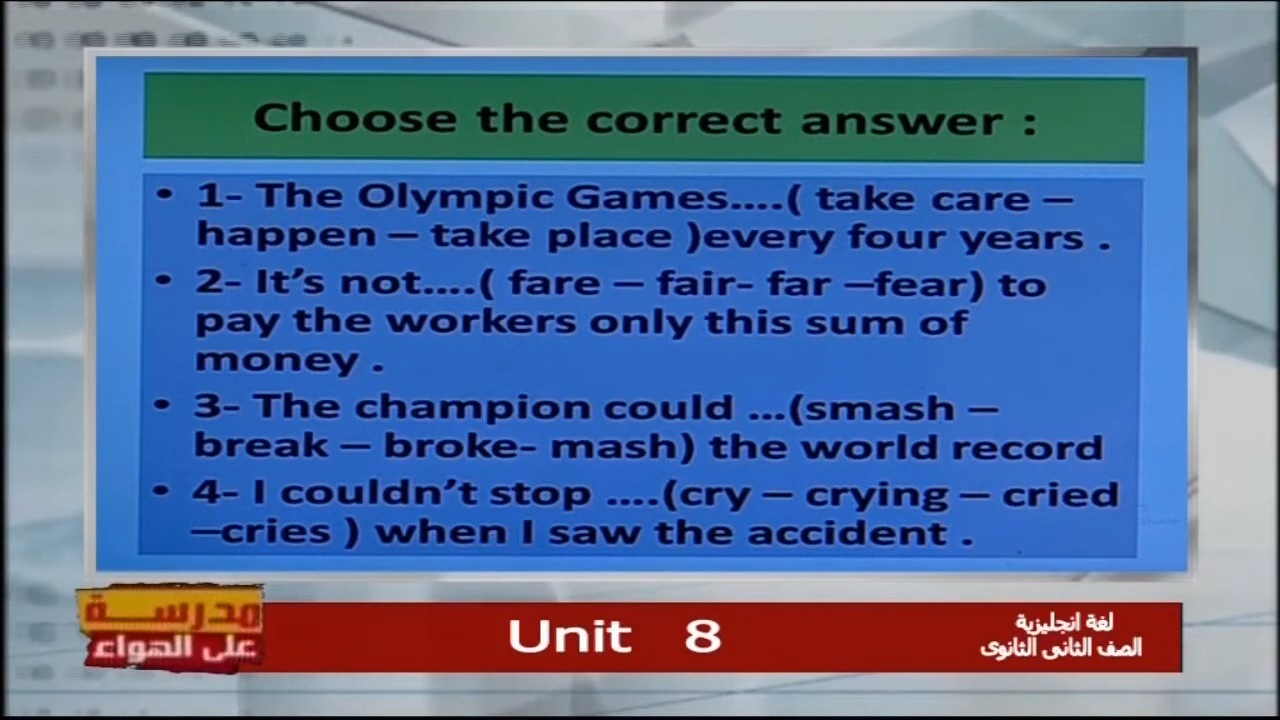 Choose the correct answer :
• 1- The Olympic Games....( take care –
happen – take place )every four years .
• 2- It's not....( fare – fair- far –fear) to
pay the workers only this sum of
money .
• 3- The champion could ...(smash –
break – broke- mash) the world record
• 4- I couldn't stop ....(cry – crying – cried
–cries ) when I saw the accident .
مدرسة
على الهواء
Unit 8
لغة انجليزية
الصف الثانى الثانوى